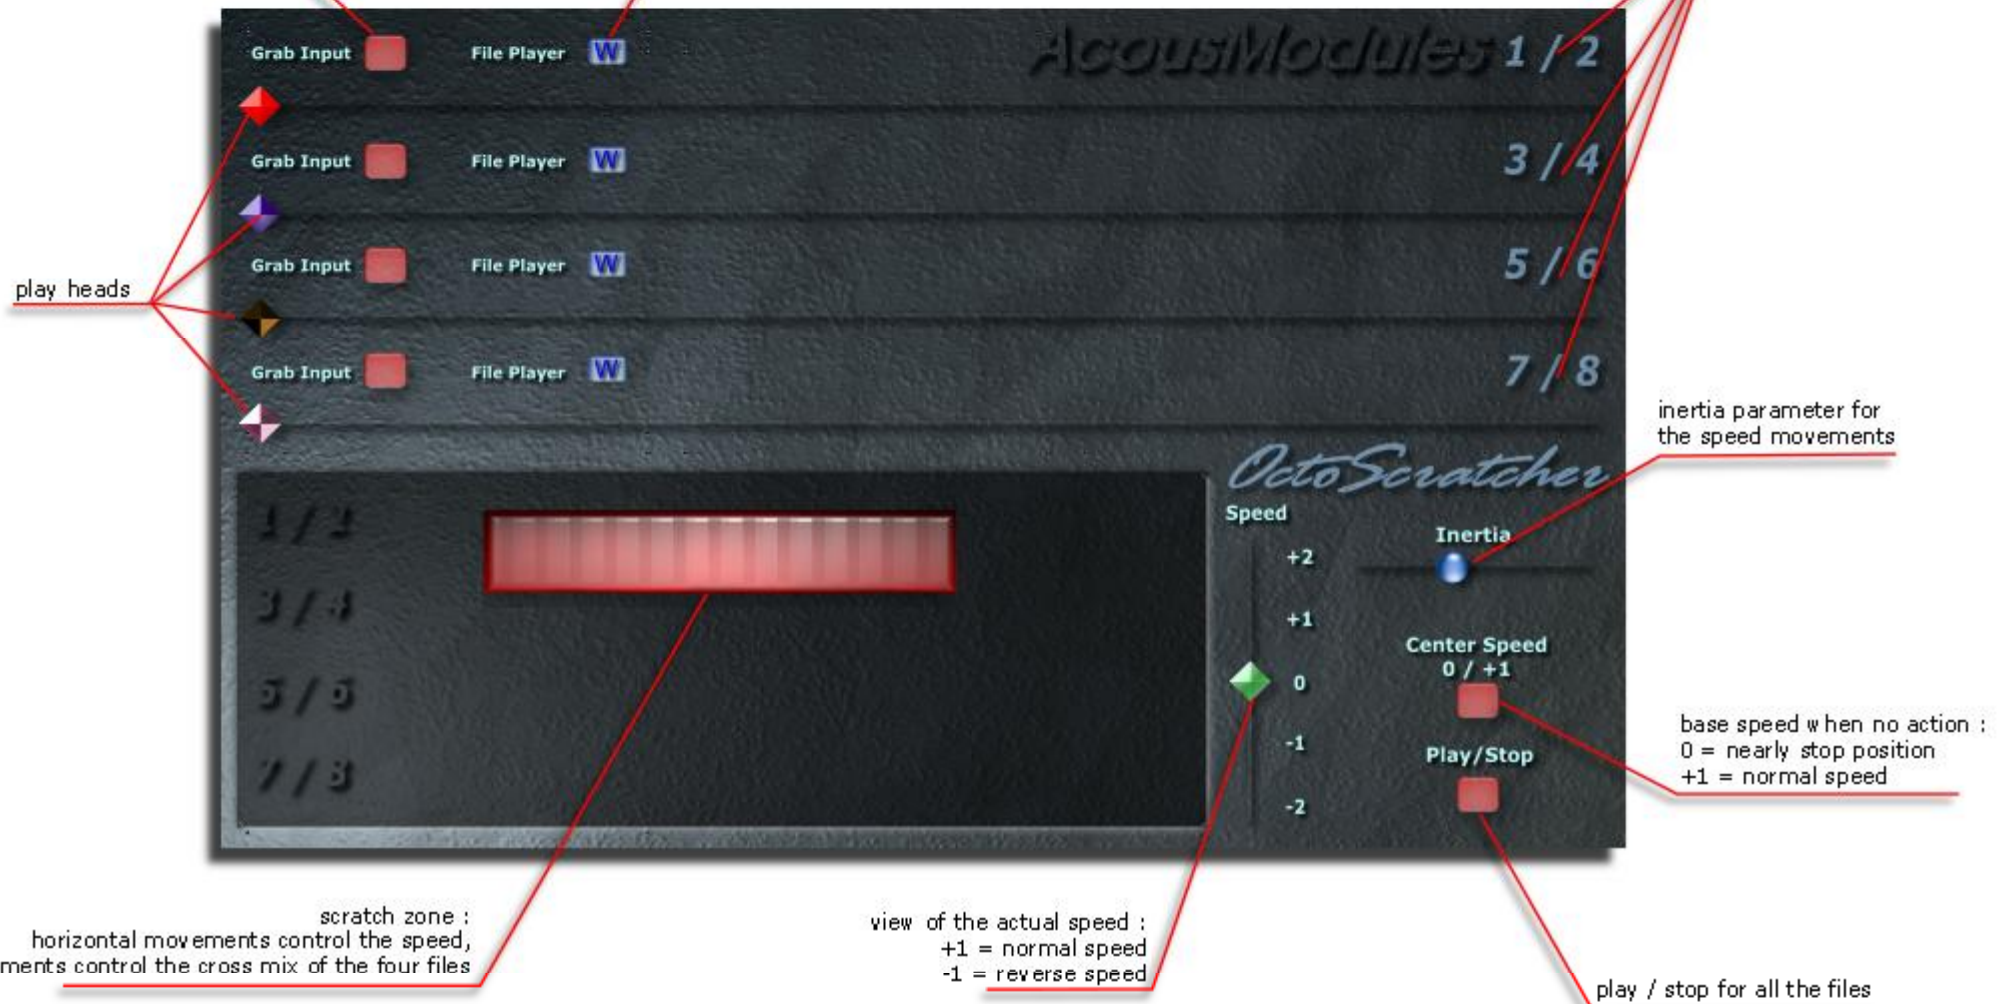 Grab Input File Player W AcousModules 1 / 2
Grab Input File Player W 3 / 4
play heads
Grab Input File Player W 5 / 6
Grab Input File Player W 7 / 8
inertia parameter for
the speed movements
OctoScratcher
1 / 2
3 / 4
5 / 6
7 / 8
Speed
+2
+1
0
-1
-2
Inertia
Center Speed
0 / +1
Play/Stop
base speed when no action :
0 = nearly stop position
+1 = normal speed
scratch zone :
horizontal movements control the speed,
ments control the cross mix of the four files
view of the actual speed :
+1 = normal speed
-1 = reverse speed
play / stop for all the files